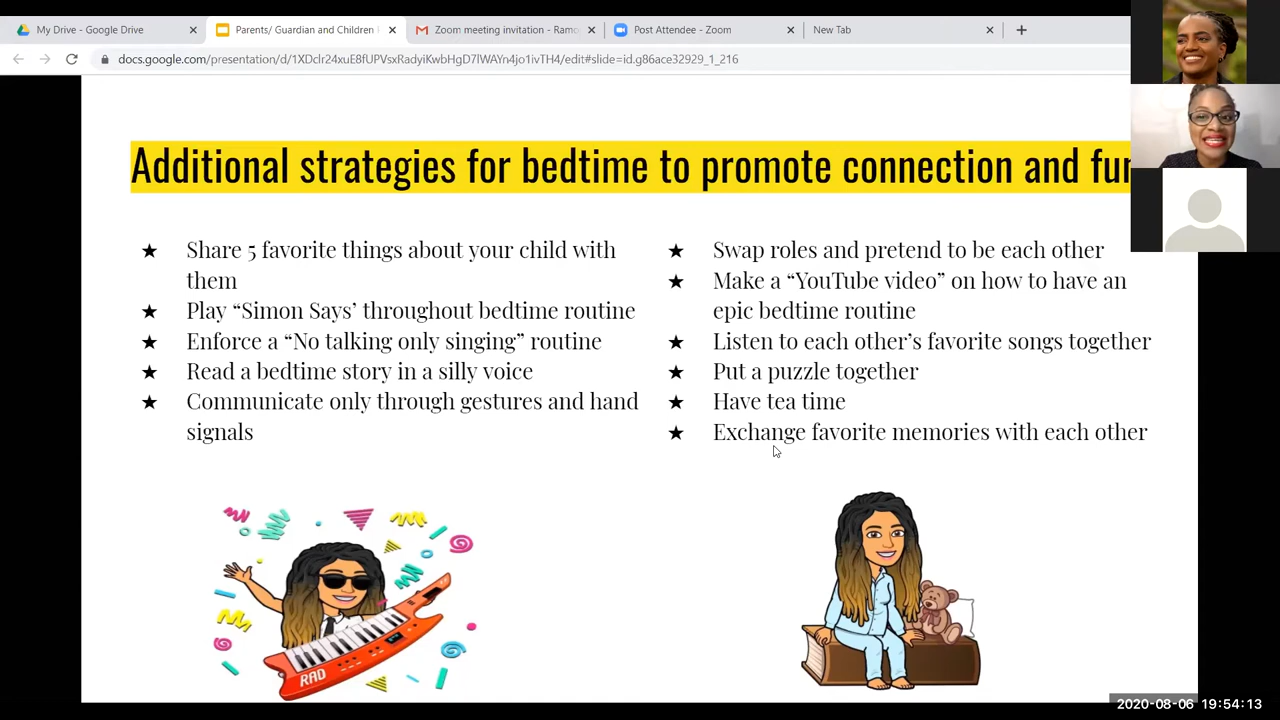 My Drive - Google Drive
Parents/ Guardian and Children
Zoom meeting invitation - Ramo
Post Attendee - Zoom
New Tab
docs.google.com/presentation/d/1XDclr24xuE8fUPVsxRadyiKwbHgD7lWAYn4jo1ivTH4/edit#slide=id.g86ace32929_1_216
Additional strategies for bedtime to promote connection and fun
★ Share 5 favorite things about your child with
them
★ Play “Simon Says’ throughout bedtime routine
★ Enforce a “No talking only singing” routine
★ Read a bedtime story in a silly voice
★ Communicate only through gestures and hand
signals
★ Swap roles and pretend to be each other
★ Make a “YouTube video” on how to have an
epic bedtime routine
★ Listen to each other’s favorite songs together
★ Put a puzzle together
★ Have tea time
★ Exchange favorite memories with each other
RAD
2020-08-06 19:54:13